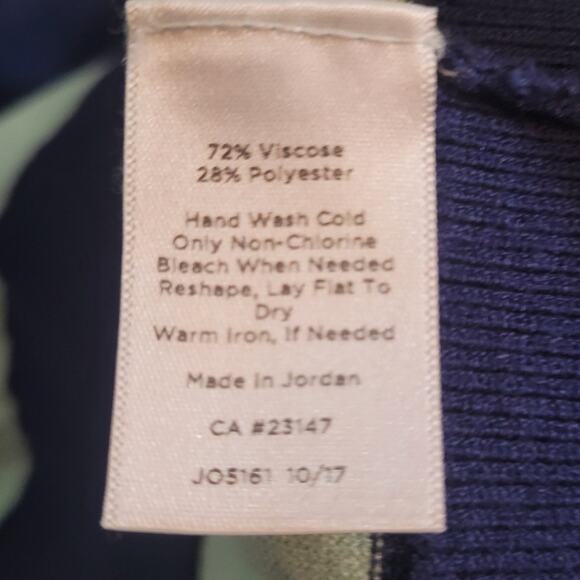 72% Viscose
28% Polyester
Hand Wash Cold
Only Non-Chlorine
Bleach When Needed
Reshape, Lay Flat To
Dry
Warm Iron, If Needed
Made In Jordan
CA #23147
JO5161 10/17